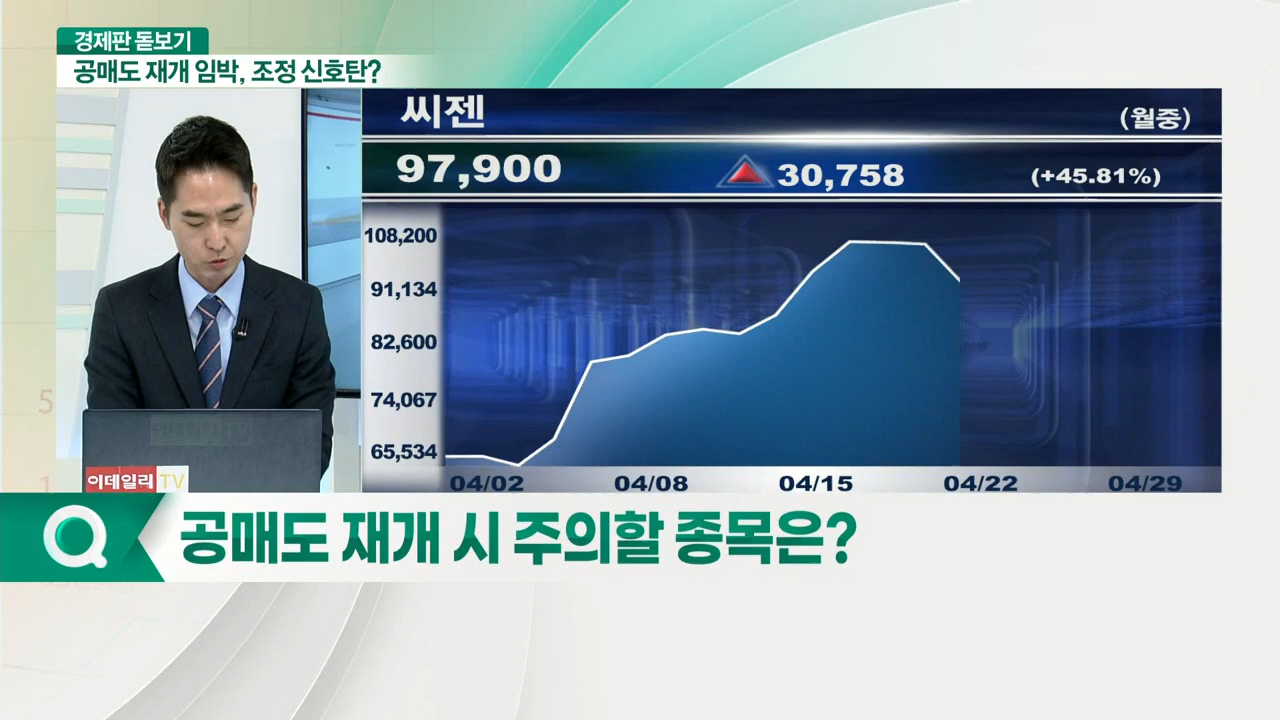 경제판 돋보기
공매도 재개 임박, 조정 신호탄?
씨젠
(월중)
97,900
30,758
(+45.81%)
108,200
91,134
82,600
74,067
65,534
04/02
04/08
04/15
04/22
04/29
이데일리 TV
공매도 재개 시 주의할 종목은?